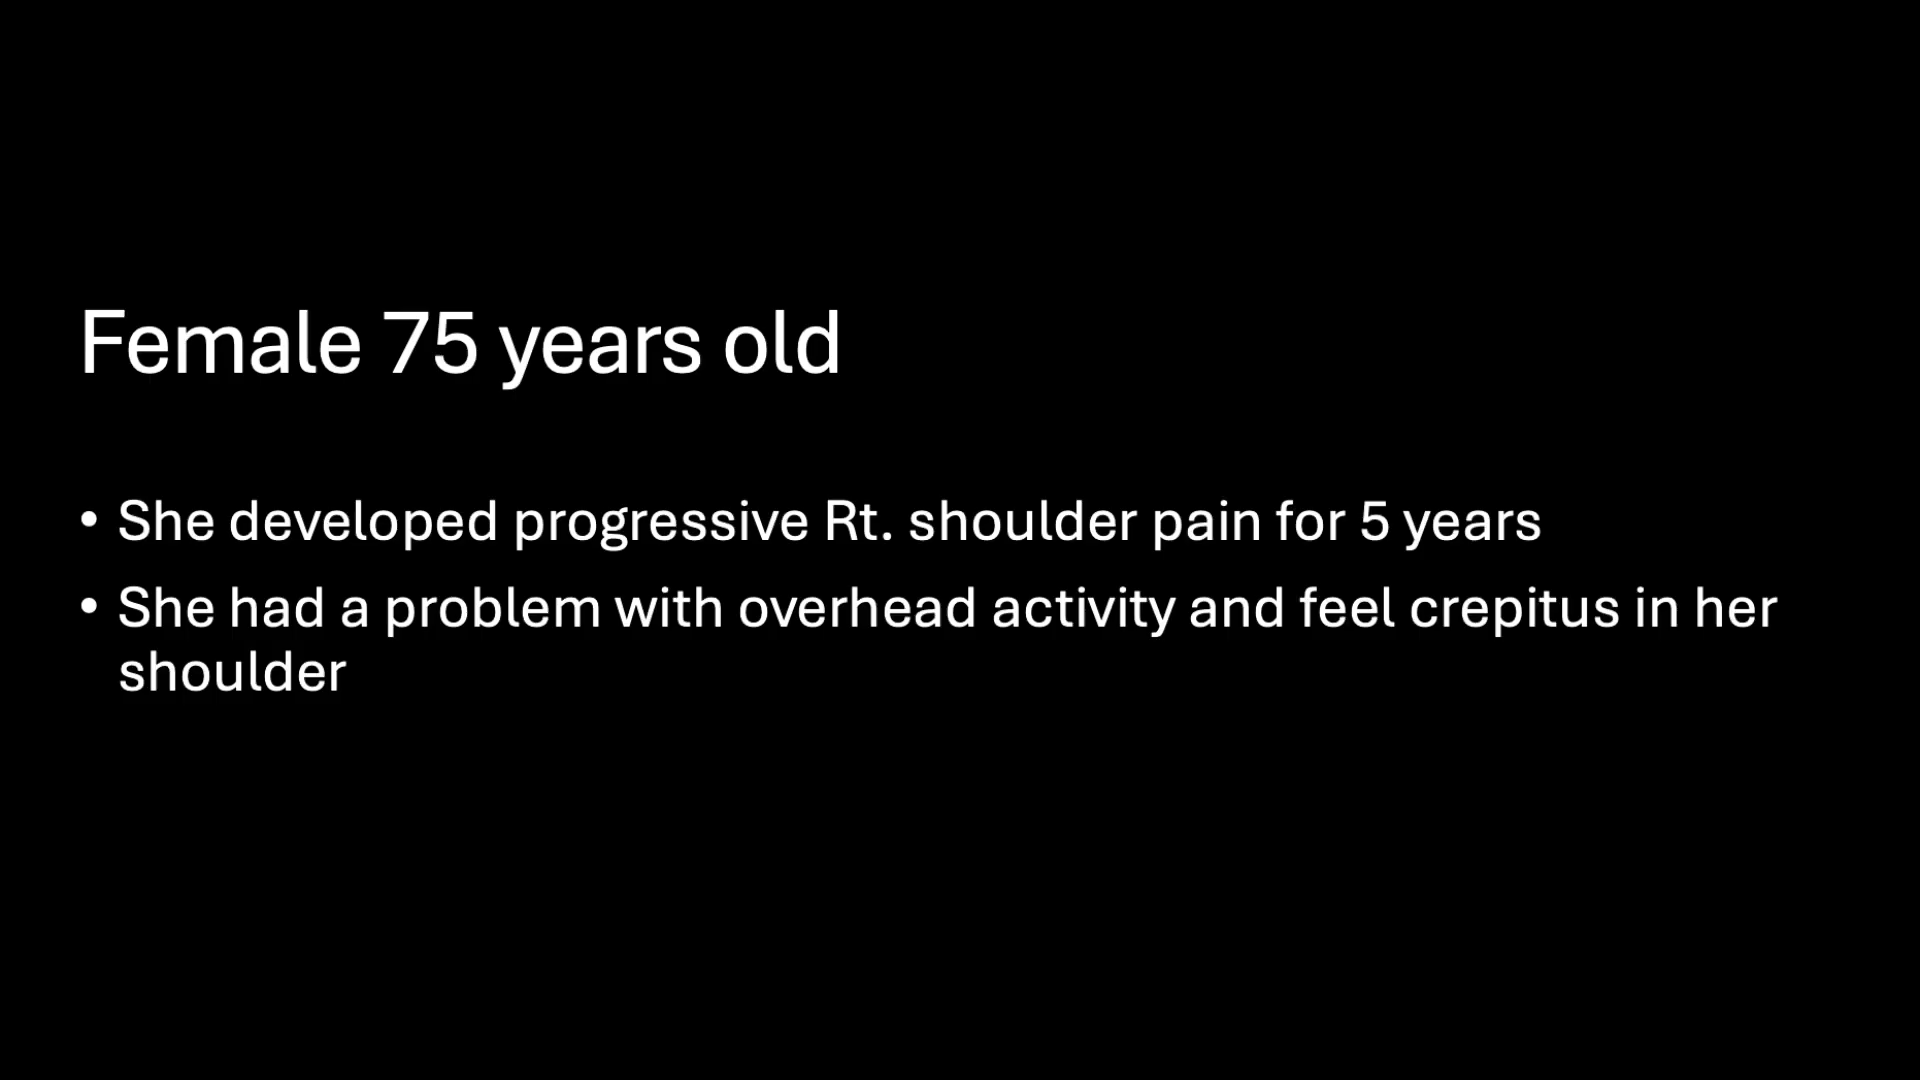 Female 75 years old
• She developed progressive Rt. shoulder pain for 5 years
• She had a problem with overhead activity and feel crepitus in her
shoulder